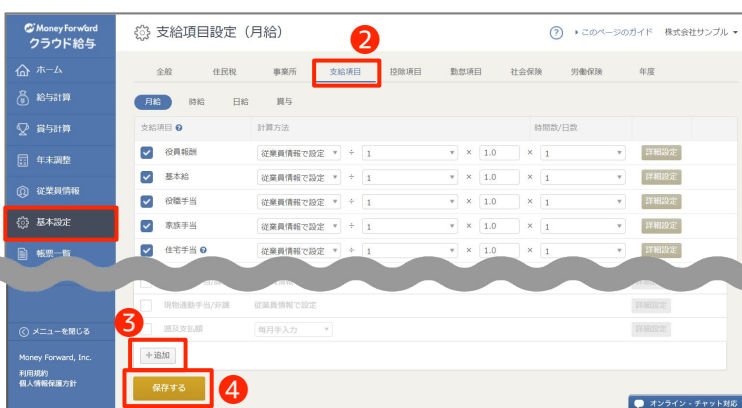 Money Forward
クラウド給与
支給項目設定（月給）
このページのガイド 株式会社サンプル
2
ホーム
給与計算
賞与計算
年末調整
従業員情報
基本設定
帳票一覧
全般 住民税 事業所 支給項目 控除項目 勤怠項目 社会保険 労働保険 年度
月給 時給 日給 賞与
支給項目 計算方法 時間数/日数
役員報酬 従業員情報で設定 ÷ 1 × 1.0 × 1 詳細設定
基本給 従業員情報で設定 ÷ 1 × 1.0 × 1 詳細設定
役職手当 従業員情報で設定 ÷ 1 × 1.0 × 1 詳細設定
家族手当 従業員情報で設定 ÷ 1 × 1.0 × 1 詳細設定
住宅手当 従業員情報で設定 ÷ 1 × 1.0 × 1 詳細設定
現物通勤手当/非課 従業員情報で設定 詳細設定
遡及支払額 毎月手入力 詳細設定
3
+追加
保存する
4
メニューを閉じる
Money Forward, Inc.
利用規約
個人情報保護方針
オンライン・チャット対応